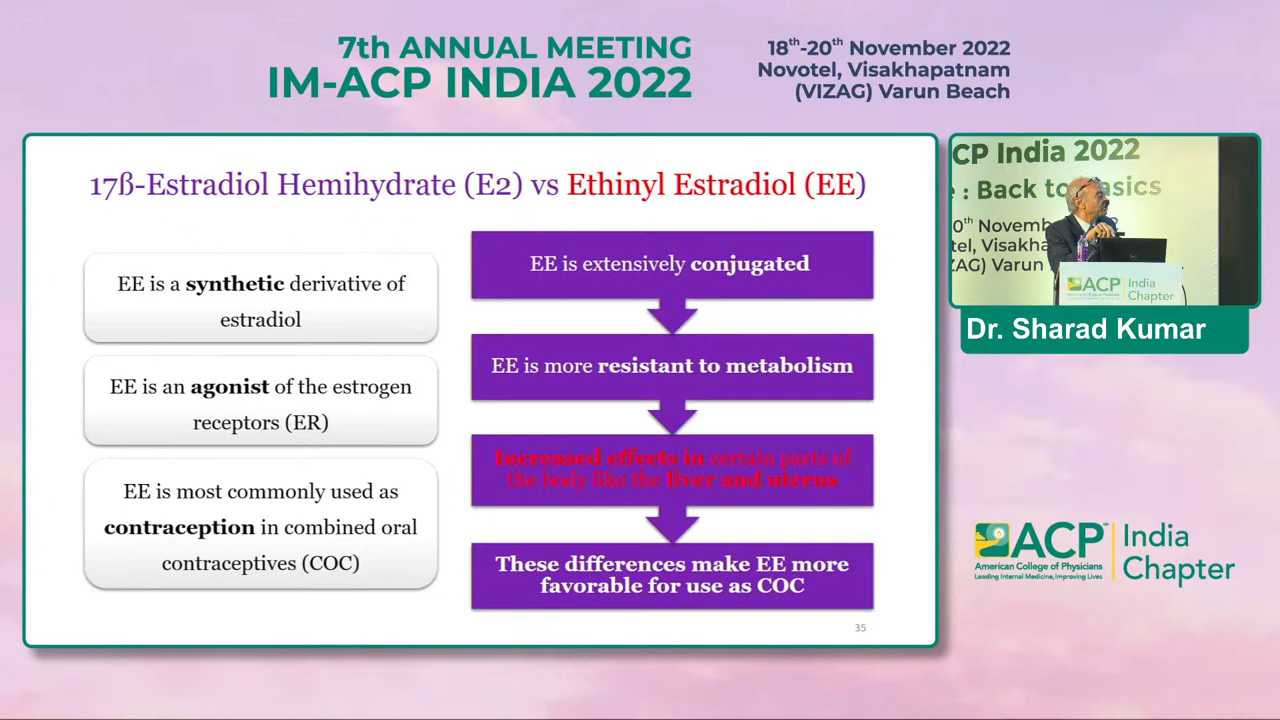 7th ANNUAL MEETING
IM-ACP INDIA 2022
18th-20th November 2022
Novotel, Visakhapatnam
(VIZAG) Varun Beach
17ß-Estradiol Hemihydrate (E2) vs Ethinyl Estradiol (EE)
EE is a synthetic derivative of
estradiol
EE is an agonist of the estrogen
receptors (ER)
EE is most commonly used as
contraception in combined oral
contraceptives (COC)
EE is extensively conjugated
EE is more resistant to metabolism
Increased effects in certain parts of
the body like the liver and uterus
These differences make EE more
favorable for use as COC
35
CP India 2022
: Back to asics
0th Novem
tel, Visakha
ZAG) Varun
ACP India
Chapter
Dr. Sharad Kumar
ACP™ India
American College of Physicians Chapter
Leading Internal Medicine, Improving Lives